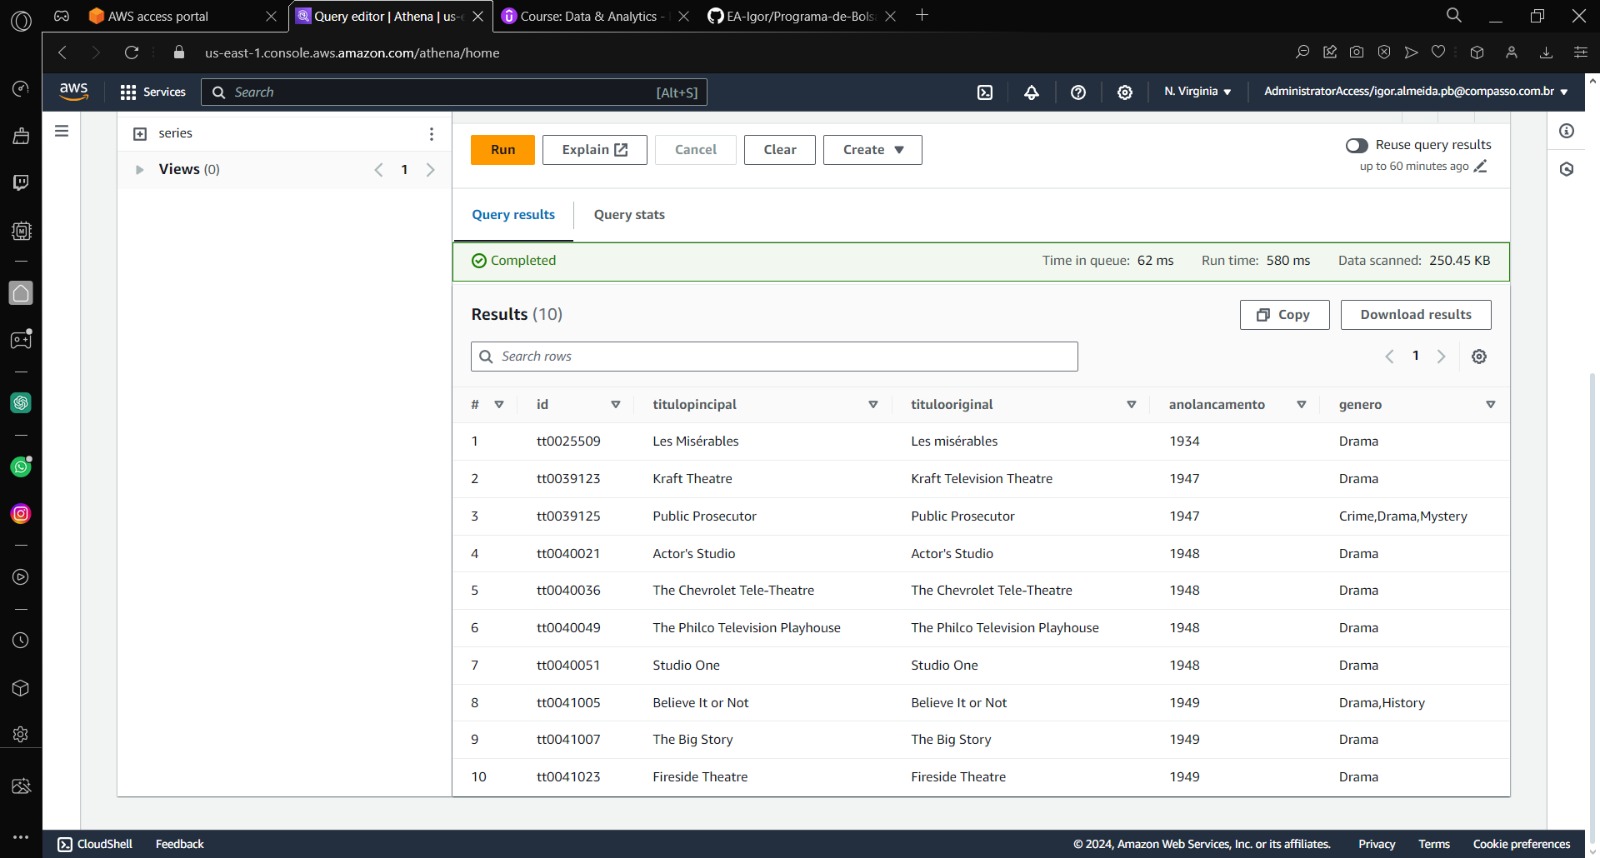 AWS access portal
Query editor | Athena | us-e
Course: Data & Analytics -
EA-Igor/Programa-de-Bols
us-east-1.console.aws.amazon.com/athena/home
aws
Services
Search
[Alt+S]
N. Virginia
AdministratorAccess/igor.almeida.pb@compasso.com.br
series
Views (0)
1
Run
Explain
Cancel
Clear
Create
Reuse query results
up to 60 minutes ago
Query results
Query stats
Completed
Time in queue: 62 ms
Run time: 580 ms
Data scanned: 250.45 KB
Results (10)
Copy
Download results
Search rows
1
# id titulopincipal titulooriginal anolancamento genero
1 tt0025509 Les Misérables Les misérables 1934 Drama
2 tt0039123 Kraft Theatre Kraft Television Theatre 1947 Drama
3 tt0039125 Public Prosecutor Public Prosecutor 1947 Crime,Drama,Mystery
4 tt0040021 Actor's Studio Actor's Studio 1948 Drama
5 tt0040036 The Chevrolet Tele-Theatre The Chevrolet Tele-Theatre 1948 Drama
6 tt0040049 The Philco Television Playhouse The Philco Television Playhouse 1948 Drama
7 tt0040051 Studio One Studio One 1948 Drama
8 tt0041005 Believe It or Not Believe It or Not 1949 Drama,History
9 tt0041007 The Big Story The Big Story 1949 Drama
10 tt0041023 Fireside Theatre Fireside Theatre 1949 Drama
CloudShell
Feedback
© 2024, Amazon Web Services, Inc. or its affiliates.
Privacy
Terms
Cookie preferences